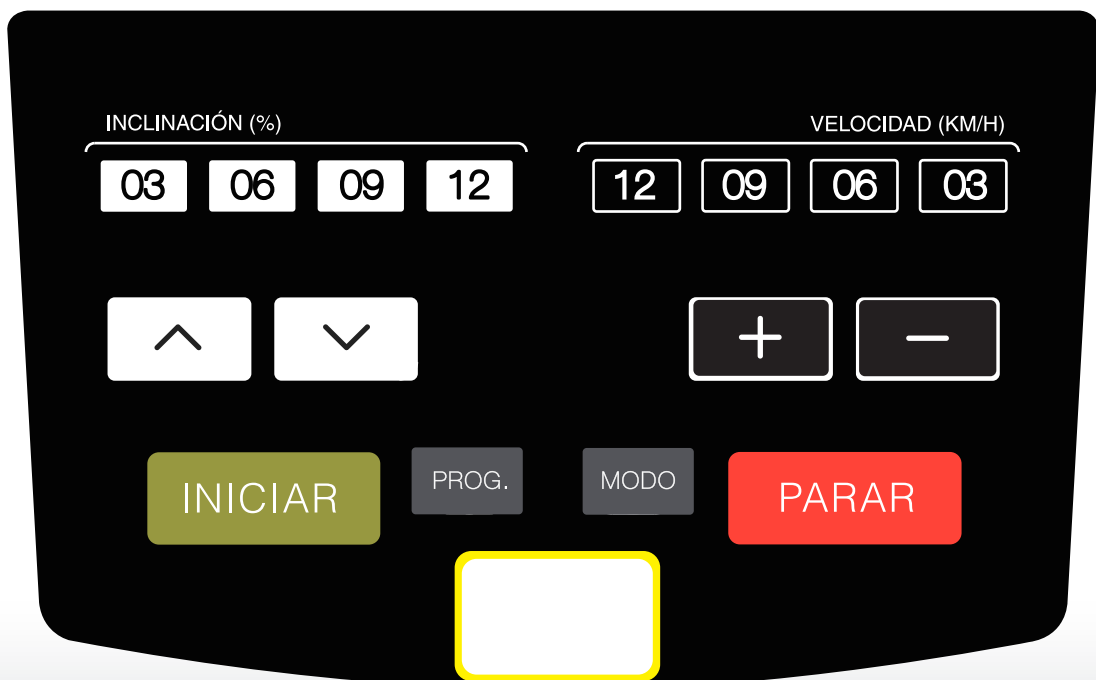 INCLINACIÓN (%) VELOCIDAD (KM/H)
03 06 09 12 12 09 06 03
+ −
INICIAR PROG. MODO PARAR